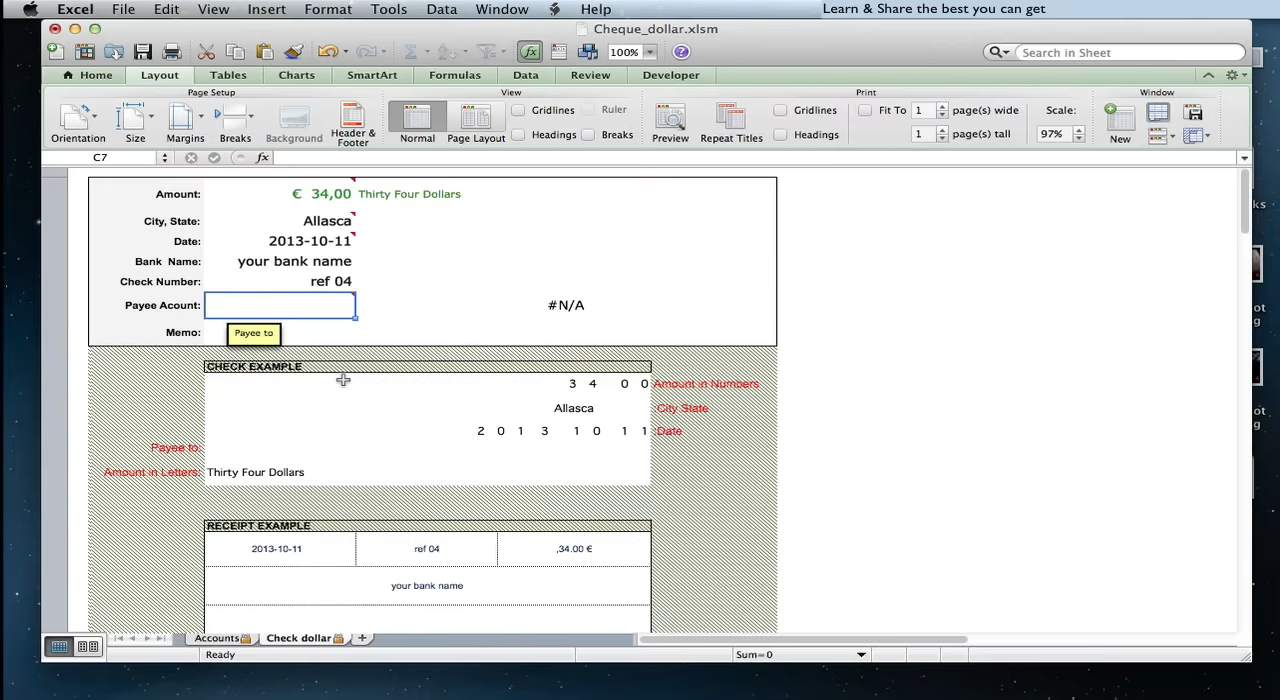 Excel File Edit View Insert Format Tools Data Window Help Learn & Share the best you can get
Cheque_dollar.xlsm
100% Search in Sheet
Home Layout Tables Charts SmartArt Formulas Data Review Developer
Page Setup View Print Window
Orientation Size Margins Breaks Background Header & Footer Normal Page Layout Gridlines Ruler Headings Breaks Preview Repeat Titles Gridlines Headings Fit To 1 page(s) wide 1 page(s) tall Scale: 97% New
C7 fx
Amount: € 34,00 Thirty Four Dollars
City, State: Allasca
Date: 2013-10-11
Bank Name: your bank name
Check Number: ref 04
Payee Acount: #N/A
Memo: Payee to
CHECK EXAMPLE
3 4 0 0 Amount in Numbers
Allasca :City State
2 0 1 3 1 0 1 1 :Date
Payee to:
Amount in Letters: Thirty Four Dollars
RECEIPT EXAMPLE
2013-10-11 ref 04 ,34.00 €
your bank name
Accounts Check dollar
Ready Sum=0
ks
ot
g
ot
g